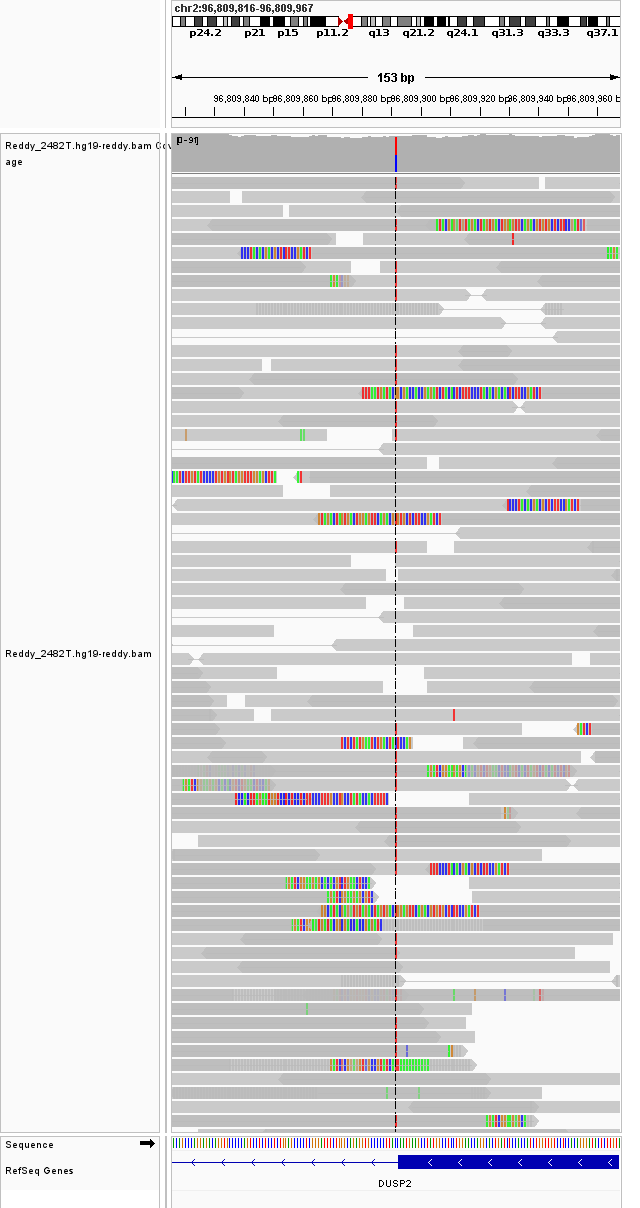 chr2:96,809,816-96,809,967
p24.2 p21 p15 p11.2 q13 q21.2 q24.1 q31.3 q33.3 q37.1
153 bp
96,809,840 bp 96,809,860 bp 96,809,880 bp 96,809,900 bp 96,809,920 bp 96,809,940 bp 96,809,960 b
Reddy_2482T.hg19-reddy.bam Cov
age
[0-91]
Reddy_2482T.hg19-reddy.bam
Sequence
RefSeq Genes
DUSP2